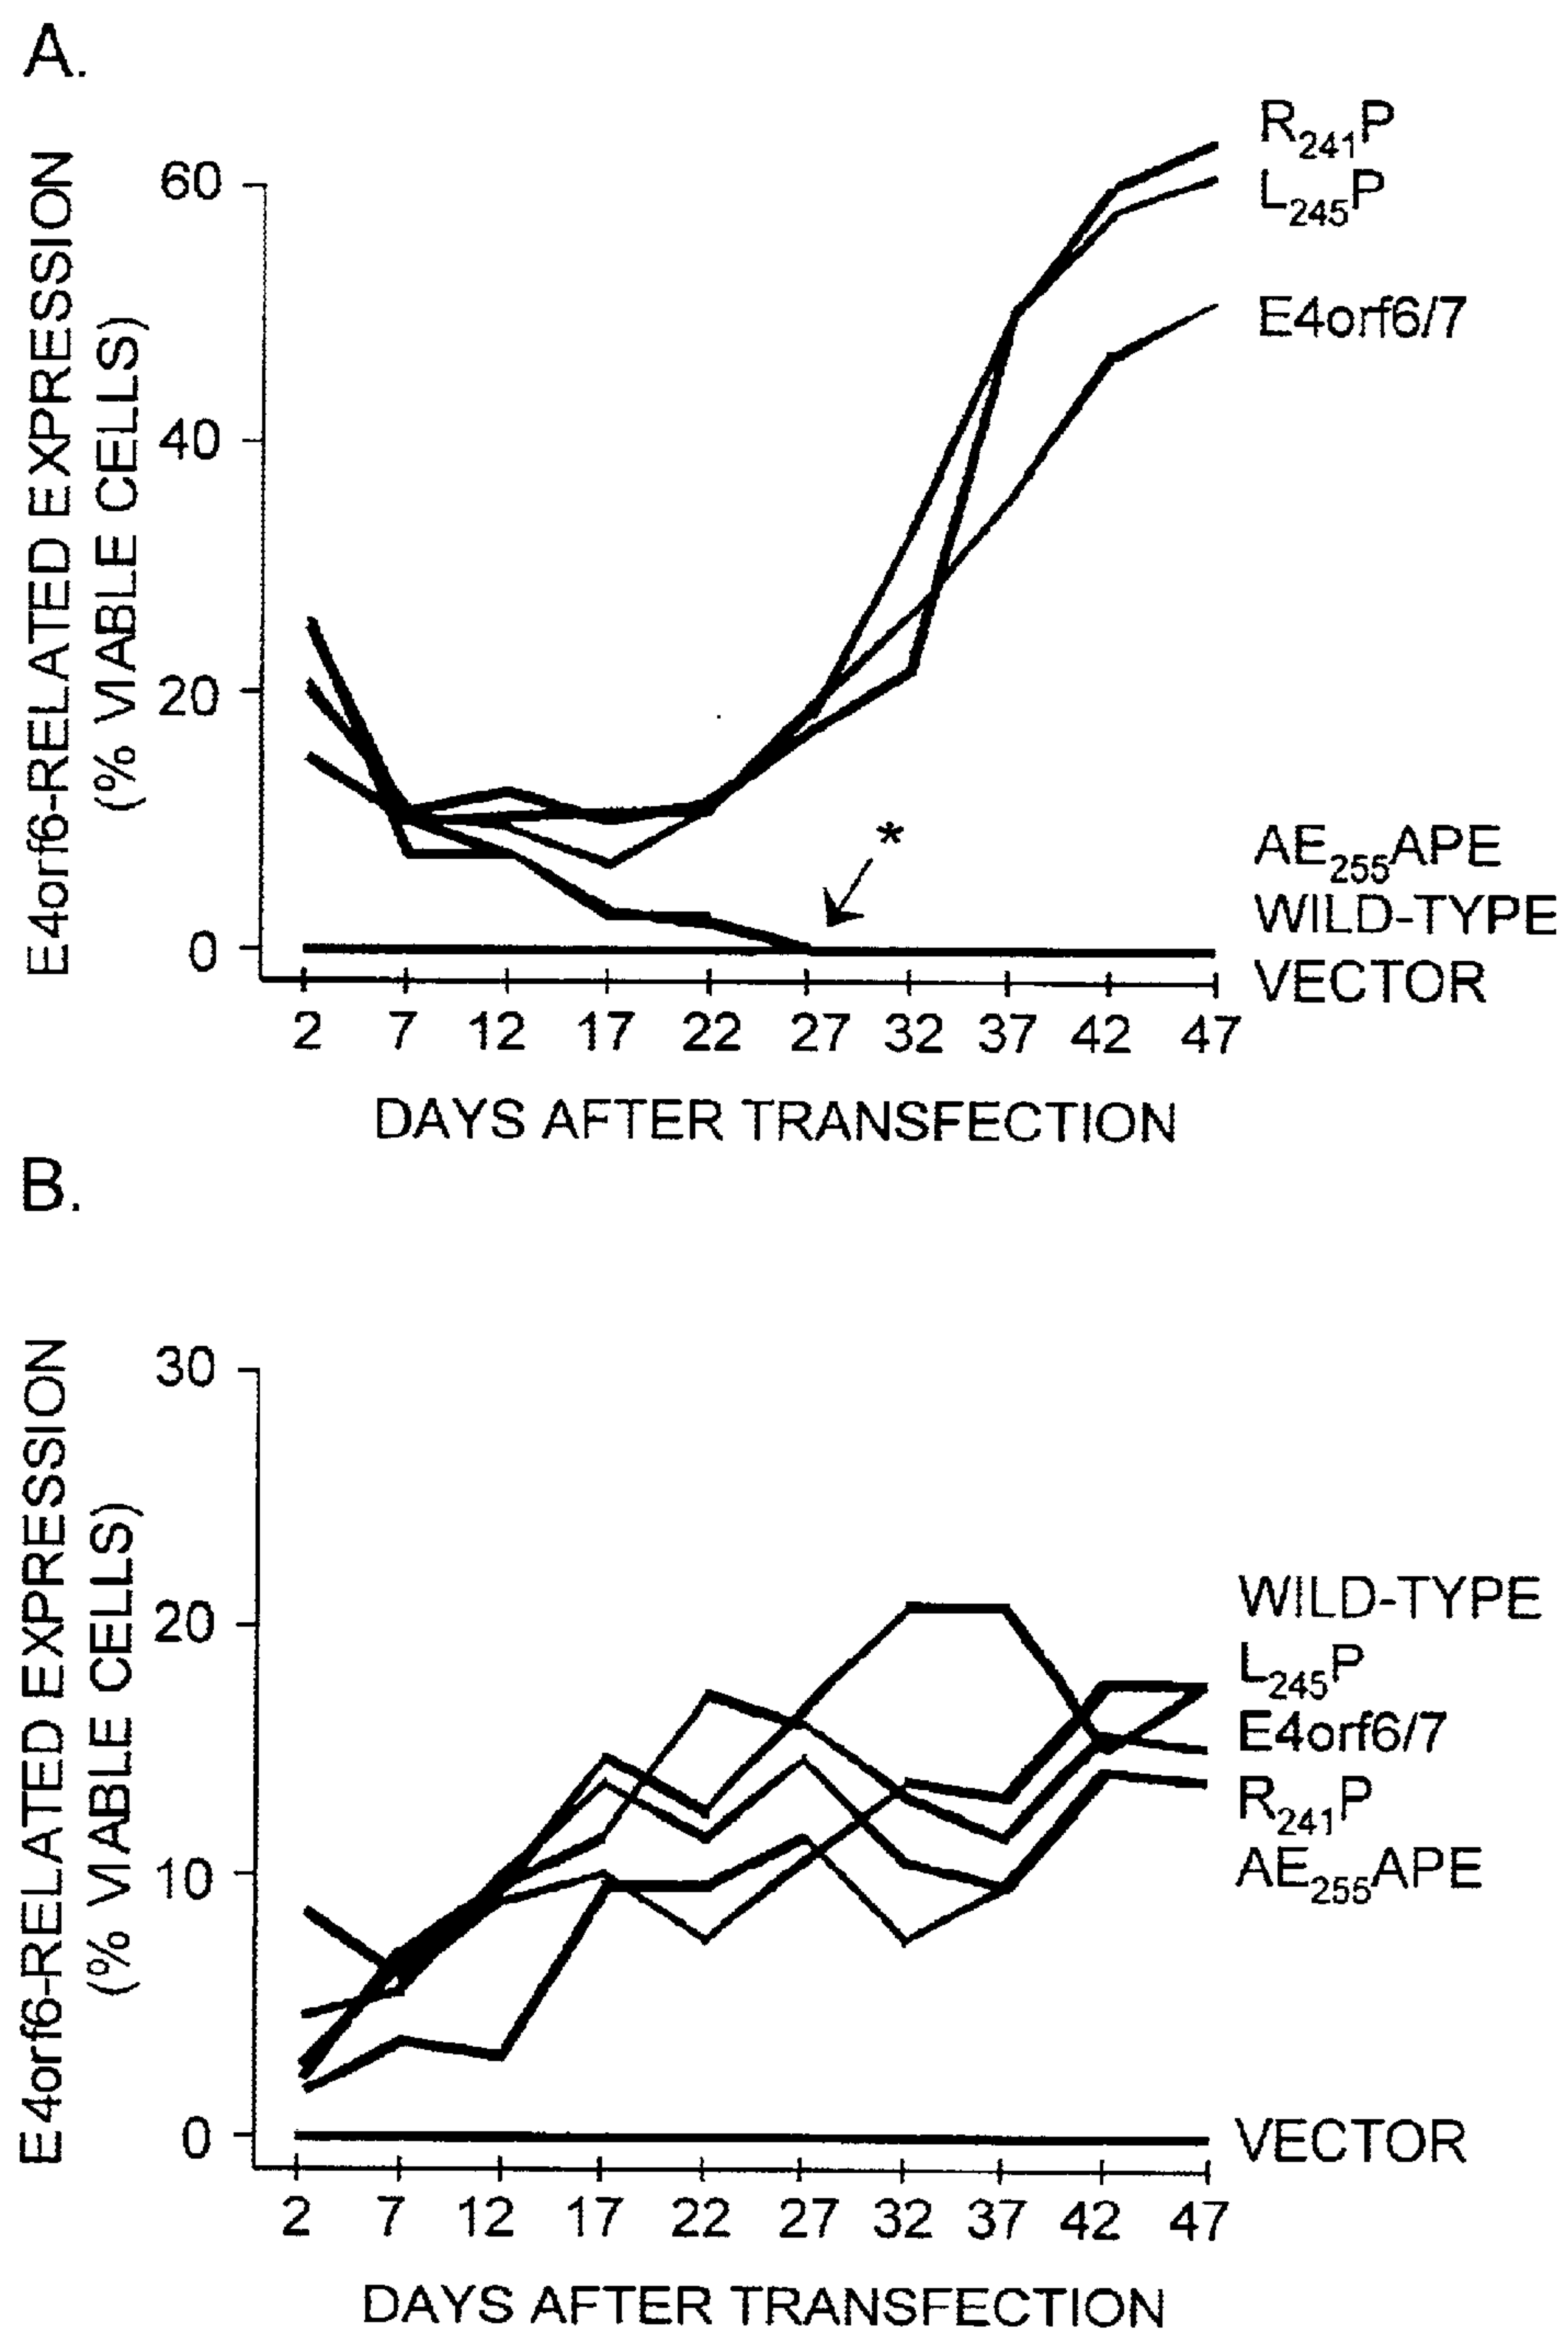 A.
E4orf6-RELATED EXPRESSION
(% VIABLE CELLS)
60
40
20
0
R241P
L245P
E4orf6/7
*
AE255APE
WILD-TYPE
VECTOR
2 7 12 17 22 27 32 37 42 47
DAYS AFTER TRANSFECTION
B.
E4orf6-RELATED EXPRESSION
(% VIABLE CELLS)
30
20
10
0
WILD-TYPE
L245P
E4orf6/7
R241P
AE255APE
VECTOR
2 7 12 17 22 27 32 37 42 47
DAYS AFTER TRANSFECTION